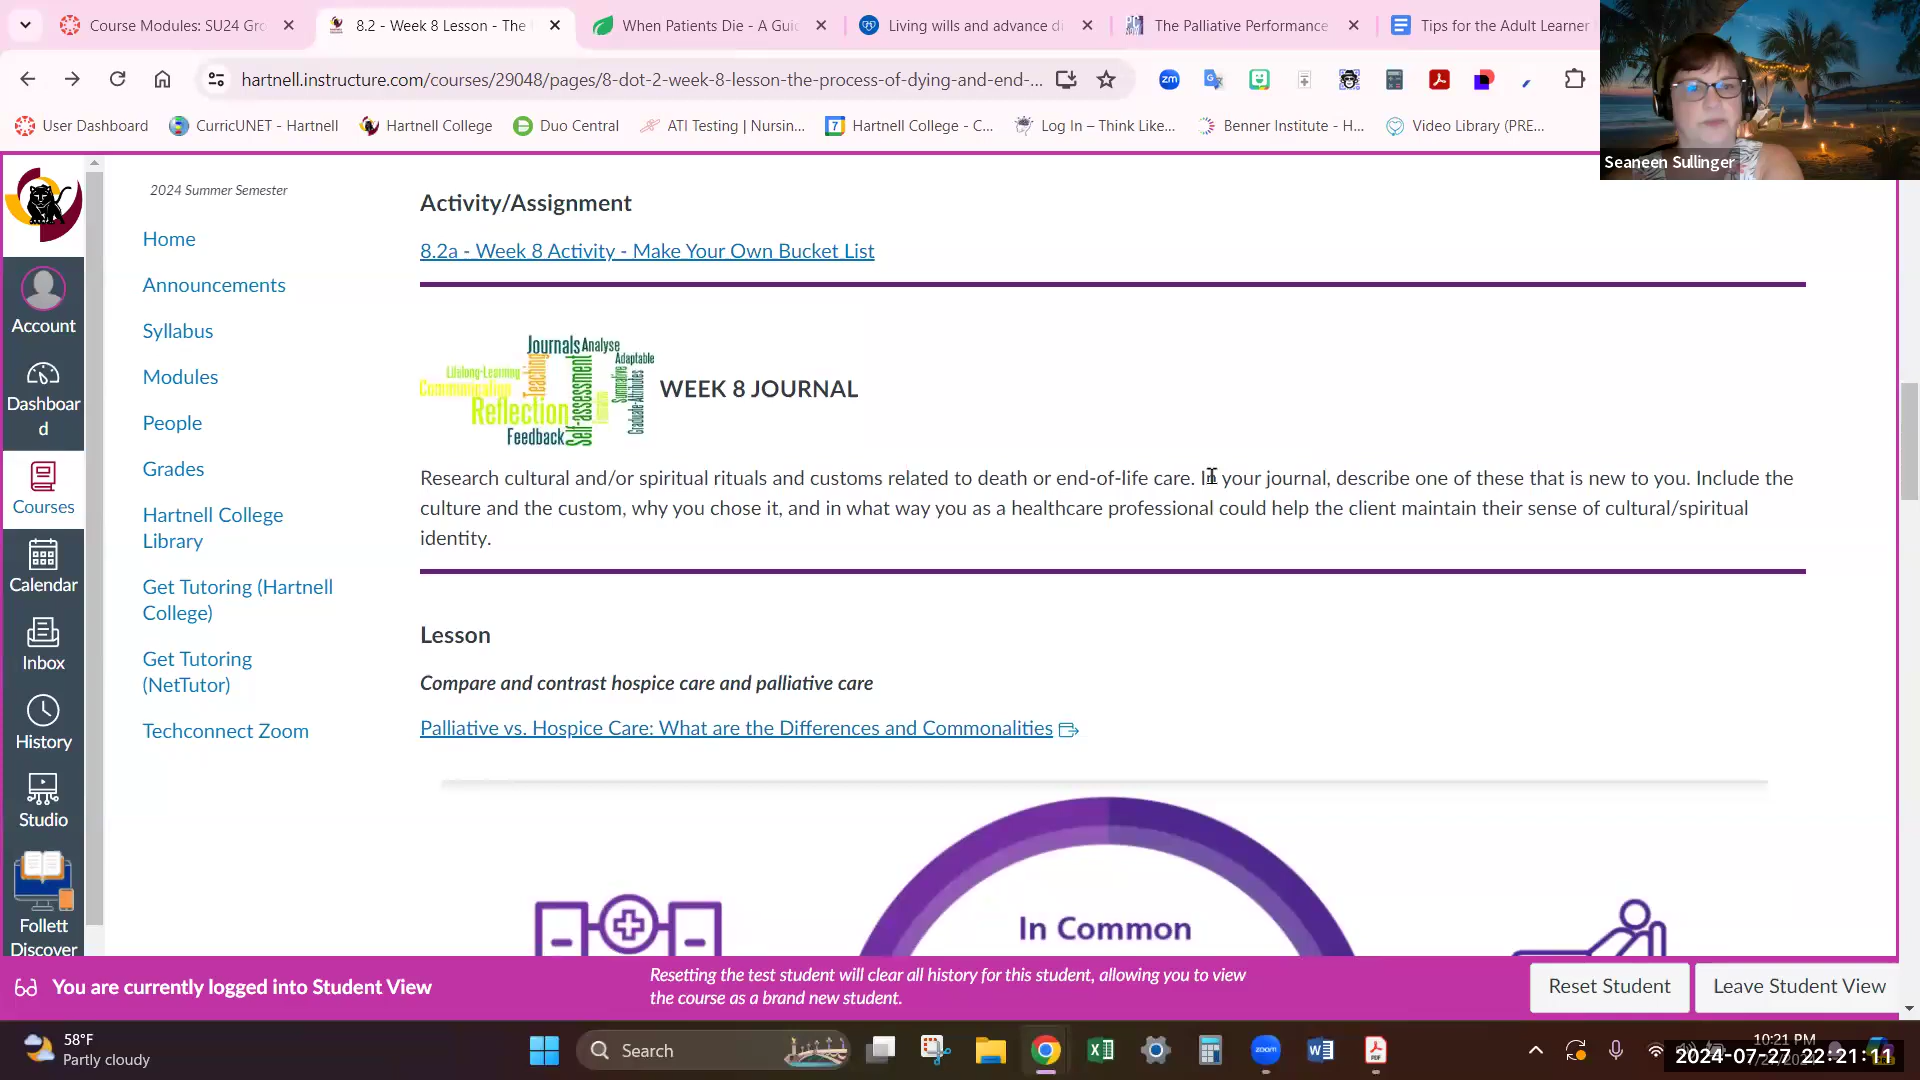 Course Modules: SU24 Gro
8.2 - Week 8 Lesson - The
When Patients Die - A Gui
Living wills and advance di
The Palliative Performance
Tips for the Adult Learner
hartnell.instructure.com/courses/29048/pages/8-dot-2-week-8-lesson-the-process-of-dying-and-end-...
zm
User Dashboard
CurricUNET - Hartnell
Hartnell College
Duo Central
ATI Testing | Nursin...
7
Hartnell College - C...
Log In – Think Like...
Benner Institute - H...
Video Library (PRE...
Seaneen Sullinger
Account
Dashboar
d
Courses
Calendar
Inbox
History
Studio
Follett
Discover
2024 Summer Semester
Home
Announcements
Syllabus
Modules
People
Grades
Hartnell College
Library
Get Tutoring (Hartnell
College)
Get Tutoring
(NetTutor)
Techconnect Zoom
Activity/Assignment
8.2a - Week 8 Activity - Make Your Own Bucket List
Journals
Analyse
Adaptable
Lifelong-Learning
Teaching
Communication
Reflection
Self-assessment
Summative
Graduate-Attributes
Feedback
WEEK 8 JOURNAL
Research cultural and/or spiritual rituals and customs related to death or end-of-life care. In your journal, describe one of these that is new to you. Include the
culture and the custom, why you chose it, and in what way you as a healthcare professional could help the client maintain their sense of cultural/spiritual
identity.
Lesson
Compare and contrast hospice care and palliative care
Palliative vs. Hospice Care: What are the Differences and Commonalities
In Common
You are currently logged into Student View
Resetting the test student will clear all history for this student, allowing you to view
the course as a brand new student.
Reset Student
Leave Student View
58°F
Partly cloudy
Search
zoom
10:21 PM
2024-07-27 22:21:11